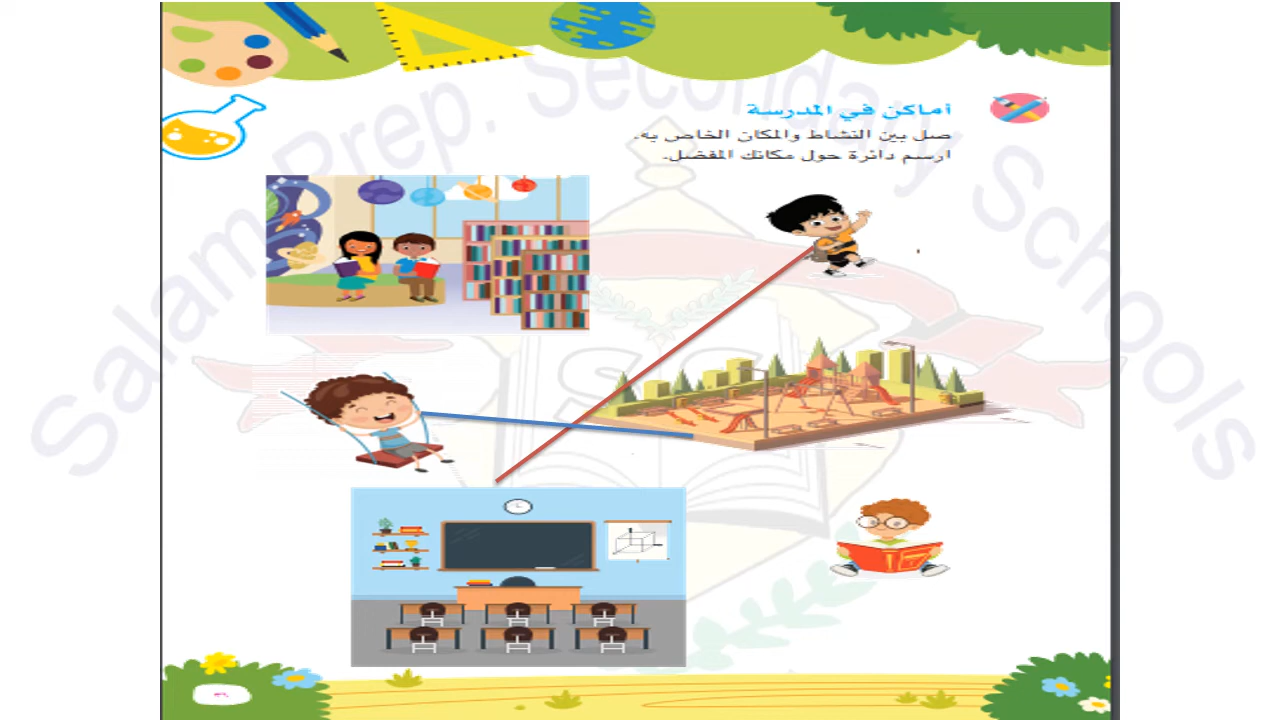 أماكن في المدرسة
صل بين النشاط والمكان الخاص به.
ارسم دائرة حول مكانك المفضل.
Salam Prep. Secondary Schools